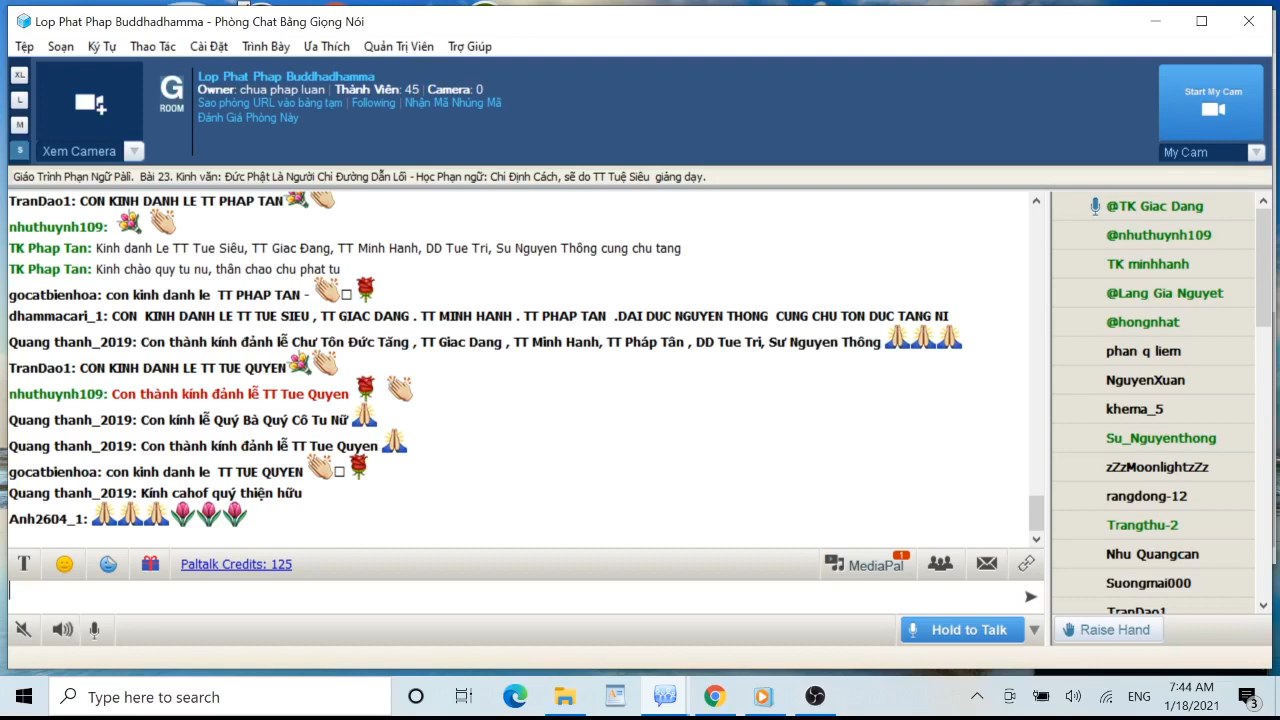 Lop Phat Phap Buddhadhamma - Phòng Chat Bằng Giọng Nói
Tệp Soạn Ký Tự Thao Tác Cài Đặt Trình Bày Ưa Thích Quản Trị Viên Trợ Giúp
XL
L
M
S
Xem Camera
G
ROOM
Lop Phat Phap Buddhadhamma
Owner: chua phap luan | Thành Viên: 45 | Camera: 0
Sao phòng URL vào bảng tạm | Following | Nhận Mã Nhúng Mã
Đánh Giá Phòng Này
Start My Cam
My Cam
Giáo Trình Phạn Ngữ Pàli. Bài 23. Kinh văn: Đức Phật Là Người Chỉ Đường Dẫn Lối - Học Phạn ngữ: Chỉ Định Cách, sẽ do TT Tuệ Siêu giảng dạy.
TranDao1: CON KINH DANH LE TT PHAP TAN
nhuthuynh109:
TK Phap Tan: Kinh danh Le TT Tue Siêu, TT Giac Đang, TT Minh Hanh, DD Tue Tri, Su Nguyen Thông cung chu tang
TK Phap Tan: Kinh chào quy tu nu, thân chao chu phat tu
gocatbienhoa: con kinh danh le TT PHAP TAN -
dhammacari_1: CON KINH DANH LE TT TUE SIEU , TT GIAC DANG . TT MINH HANH . TT PHAP TAN .DAI DUC NGUYEN THONG CUNG CHU TON DUC TANG NI
Quang thanh_2019: Con thành kính đảnh lễ Chư Tôn Đức Tăng , TT Giac Dang , TT Minh Hanh, TT Pháp Tân , DD Tue Tri, Sư Nguyen Thông
TranDao1: CON KINH DANH LE TT TUE QUYEN
nhuthuynh109: Con thành kính đảnh lễ TT Tue Quyen
Quang thanh_2019: Con kính lễ Quý Bà Quý Cô Tu Nữ
Quang thanh_2019: Con thành kính đảnh lễ TT Tue Quyen
gocatbienhoa: con kinh danh le TT TUE QUYEN
Quang thanh_2019: Kính cahof quý thiện hữu
Anh2604_1:
@TK Giac Dang
@nhuthuynh109
TK minhhanh
@Lang Gia Nguyet
@hongnhat
phan q liem
NguyenXuan
khema_5
Su_Nguyenthong
zZzMoonlightzZz
rangdong-12
Trangthu-2
Nhu Quangcan
Suongmai000
TranDao1
T Paltalk Credits: 125 MediaPal 1
Hold to Talk
Raise Hand
Type here to search
ENG
7:44 AM
1/18/2021
3